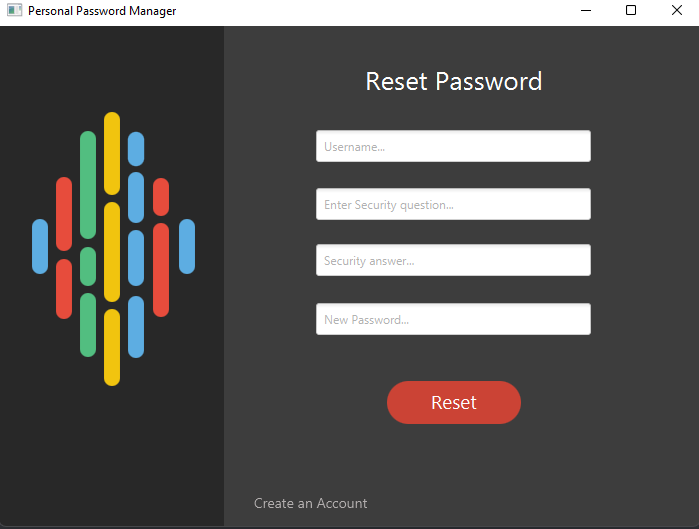 Personal Password Manager
Reset Password
Username...
Enter Security question...
Security answer...
New Password...
Reset
Create an Account